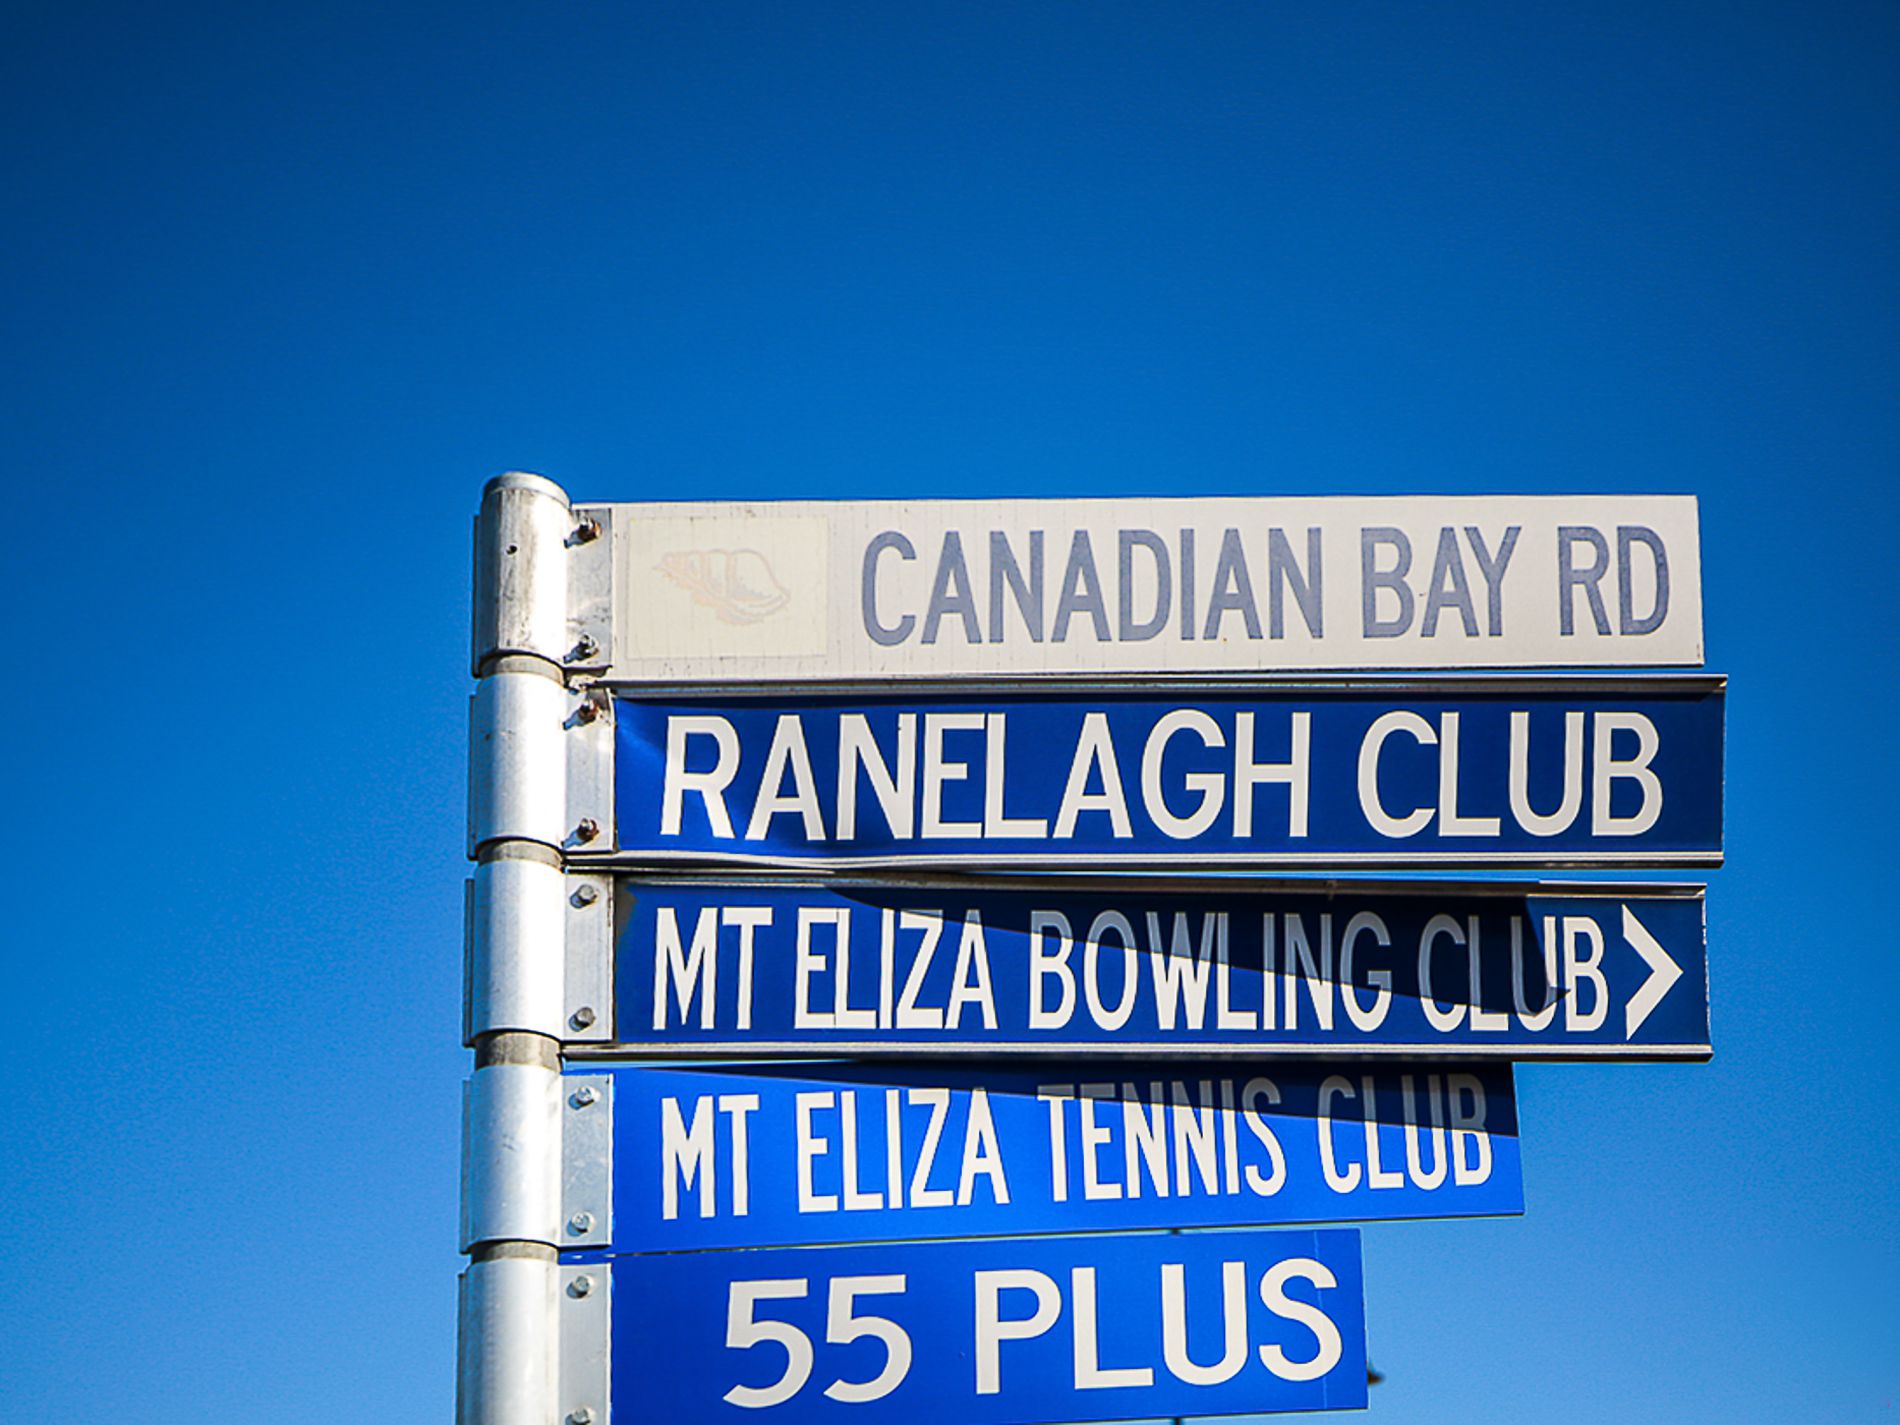 CANADIAN BAY RD
RANELAGH CLUB
MT ELIZA BOWLING CLUB
MT ELIZA TENNIS CLUB
55 PLUS